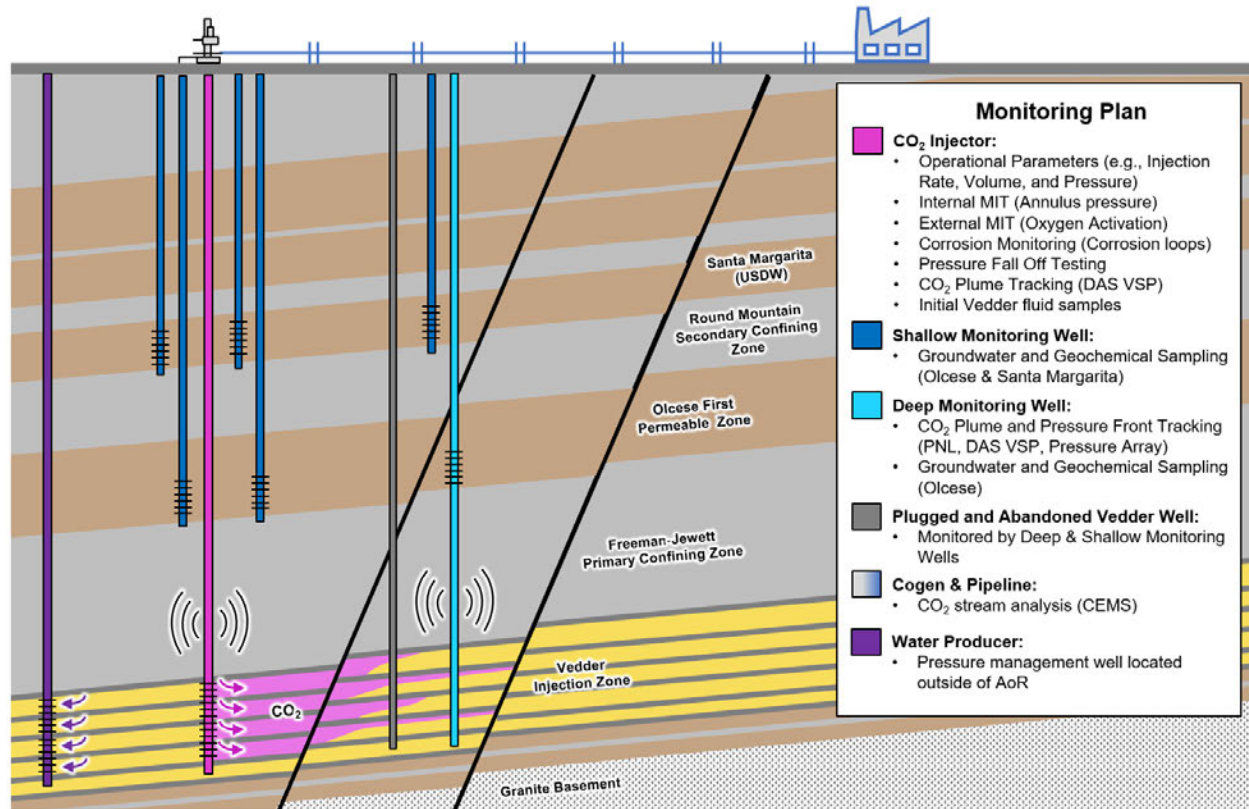 Monitoring Plan
CO₂ Injector:
• Operational Parameters (e.g., Injection
Rate, Volume, and Pressure)
• Internal MIT (Annulus pressure)
• External MIT (Oxygen Activation)
• Corrosion Monitoring (Corrosion loops)
• Pressure Fall Off Testing
• CO₂ Plume Tracking (DAS VSP)
• Initial Vedder fluid samples
Shallow Monitoring Well:
• Groundwater and Geochemical Sampling
(Olcese & Santa Margarita)
Deep Monitoring Well:
• CO₂ Plume and Pressure Front Tracking
(PNL, DAS VSP, Pressure Array)
• Groundwater and Geochemical Sampling
(Olcese)
Plugged and Abandoned Vedder Well:
• Monitored by Deep & Shallow Monitoring
Wells
Cogen & Pipeline:
• CO₂ stream analysis (CEMS)
Water Producer:
• Pressure management well located
outside of AoR
Santa Margarita
(USDW)
Round Mountain
Secondary Confining
Zone
Olcese First
Permeable Zone
Freeman-Jewett
Primary Confining Zone
Vedder
Injection Zone
CO₂
Granite Basement